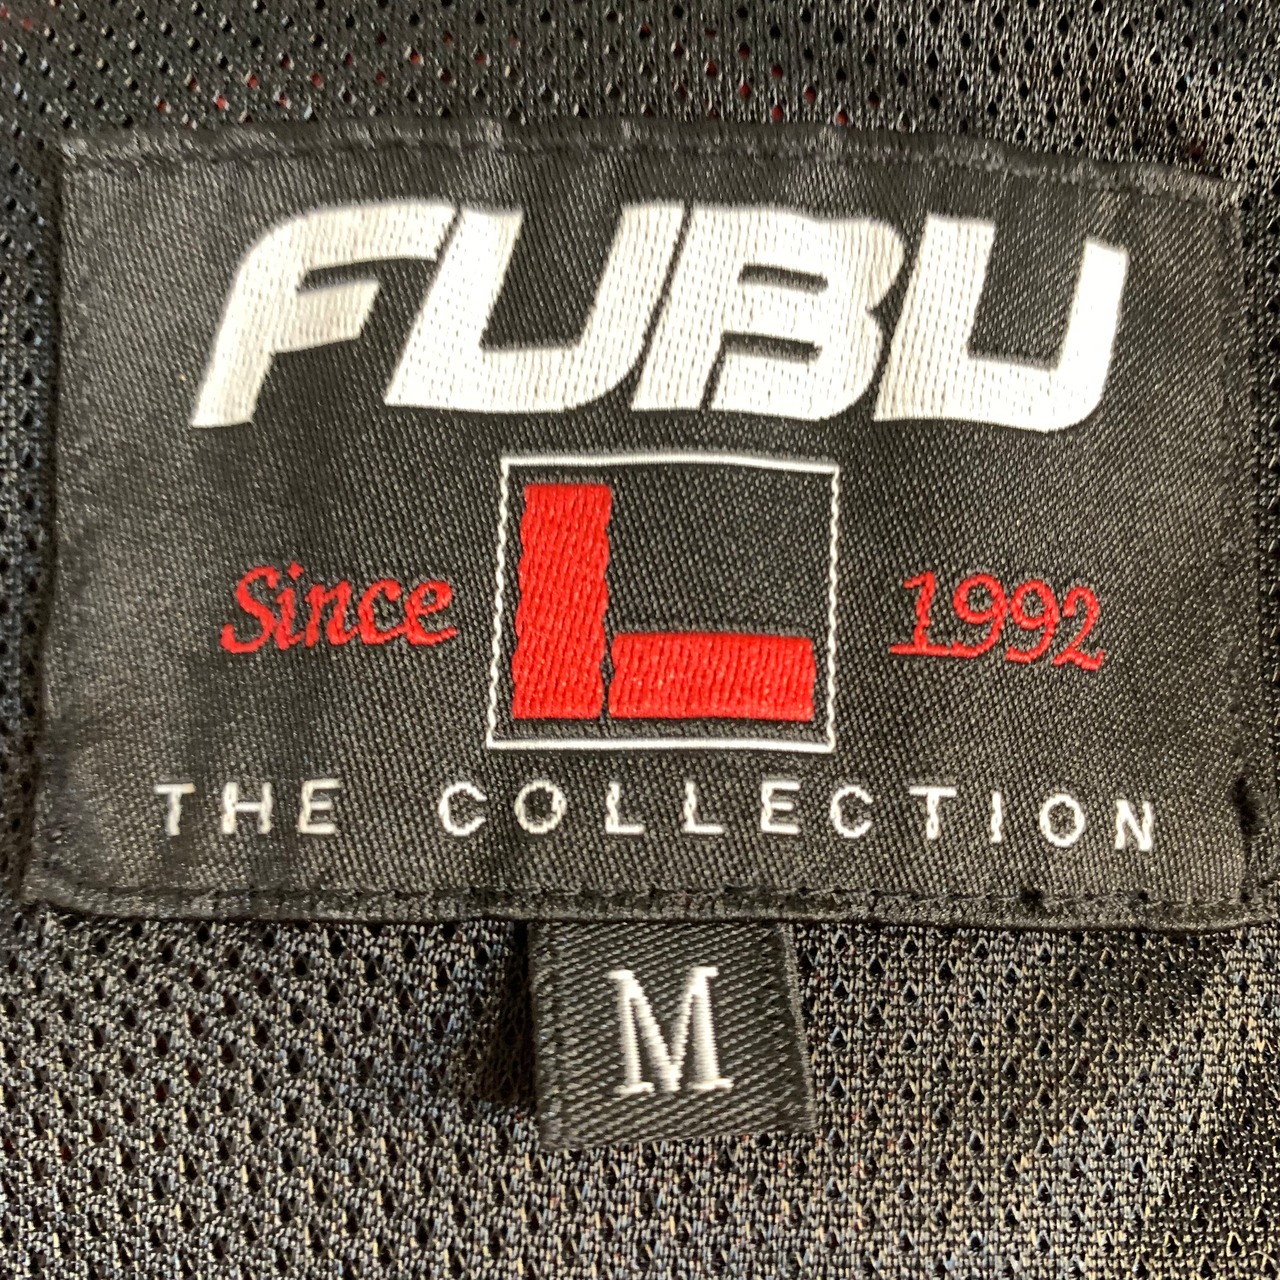 FUBU
Since L 1992
THE COLLECTION
M